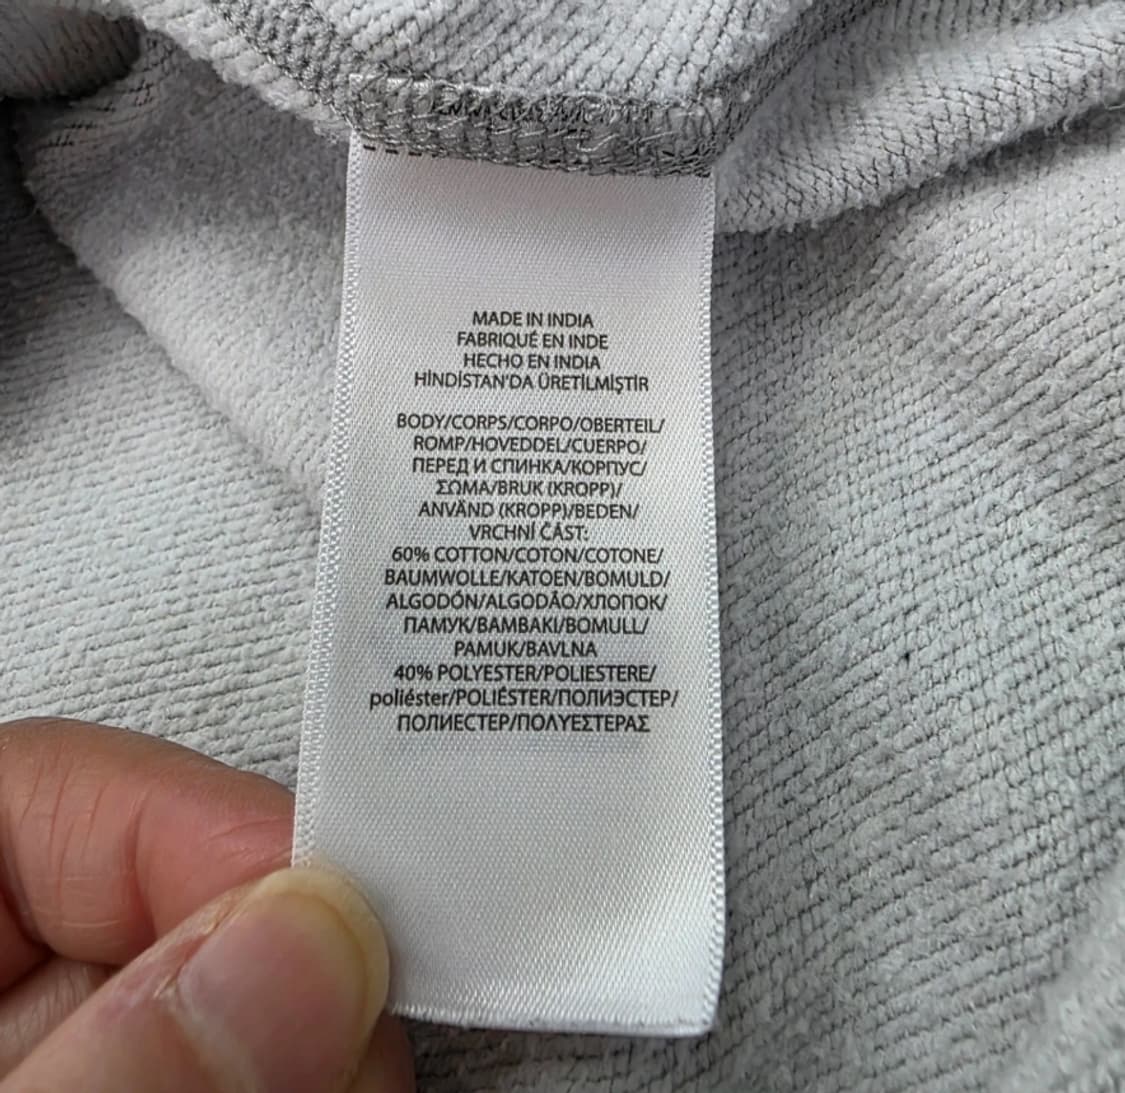 MADE IN INDIA
FABRIQUÉ EN INDE
HECHO EN INDIA
HİNDİSTAN'DA ÜRETİLMİŞTİR
BODY/CORPS/CORPO/OBERTEIL/
ROMP/HOVEDDEL/CUERPO/
ПЕРЕД И СПИНКА/КОРПУС/
ΣΩΜΑ/BRUK (KROPP)/
ANVÄND (KROPP)/BEDEN/
VRCHNÍ ČÁST:
60% COTTON/COTON/COTONE/
BAUMWOLLE/KATOEN/BOMULD/
ALGODÓN/ALGODÃO/ХЛОПОК/
ПАМУК/ΒΑΜΒΑΚΙ/BOMULL/
PAMUK/BAVLNA
40% POLYESTER/POLIESTERE/
poliéster/POLIÉSTER/ПОЛИЭСТЕР/
ПОЛИЕСТЕР/ΠΟΛΥΕΣΤΕΡΑΣ